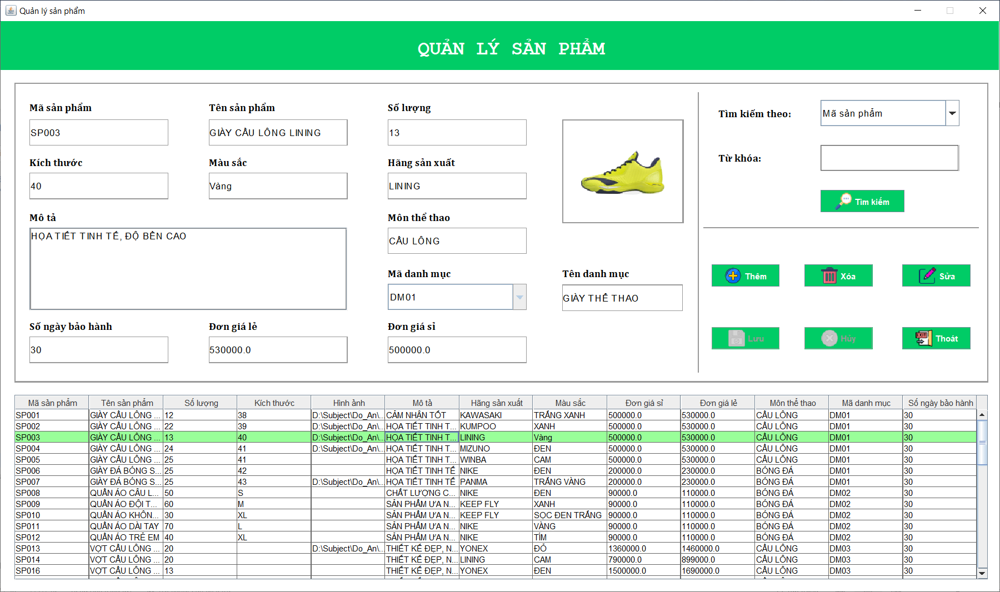 Quản lý sản phẩm
QUẢN LÝ SẢN PHẨM
Mã sản phẩm Tên sản phẩm Số lượng
SP003 GIÀY CẦU LÔNG LINING 13
Kích thước Màu sắc Hãng sản xuất
40 Vàng LINING
Mô tả Môn thể thao
HỌA TIẾT TINH TẾ, ĐỘ BỀN CAO
CẦU LÔNG
Mã danh mục Tên danh mục
DM01 GIÀY THỂ THAO
Số ngày bảo hành Đơn giá lẻ Đơn giá sỉ
30 530000.0 500000.0
Tìm kiếm theo: Mã sản phẩm
Từ khóa:
Tìm kiếm
Thêm Xóa Sửa
Lưu Hủy EXIT Thoát
Mã sản phẩm Tên sản phẩm Số lượng Kích thước Hình ảnh Mô tả Hãng sản xuất Màu sắc Đơn giá sỉ Đơn giá lẻ Môn thể thao Mã danh mục Số ngày bảo hành
SP001 GIÀY CẦU LÔNG ... 12 38 D:\Subject\Do_An\... CẢM NHẬN TỐT KAWASAKI TRẮNG XANH 500000.0 530000.0 CẦU LÔNG DM01 30
SP002 GIÀY CẦU LÔNG ... 22 39 D:\Subject\Do_An\... HỌA TIẾT TINH T... KUMPOO XANH 500000.0 530000.0 CẦU LÔNG DM01 30
SP003 GIÀY CẦU LÔNG ... 13 40 D:\Subject\Do_An\... HỌA TIẾT TINH T... LINING Vàng 500000.0 530000.0 CẦU LÔNG DM01 30
SP004 GIÀY CẦU LÔNG ... 24 41 D:\Subject\Do_An\... HỌA TIẾT TINH T... MIZUNO ĐEN 500000.0 530000.0 CẦU LÔNG DM01 30
SP005 GIÀY CẦU LÔNG ... 25 41 HỌA TIẾT TINH T... WINBA CAM 500000.0 530000.0 CẦU LÔNG DM01 30
SP006 GIÀY ĐÁ BÓNG S... 25 42 HỌA TIẾT TINH TẾ NIKE ĐEN 200000.0 230000.0 BÓNG ĐÁ DM01 30
SP007 GIÀY ĐÁ BÓNG S... 25 43 D:\Subject\Do_An\... HỌA TIẾT TINH TẾ PANMA TRẮNG VÀNG 200000.0 230000.0 BÓNG ĐÁ DM01 30
SP008 QUẦN ÁO CẦU L... 50 S CHẤT LƯỢNG C... NIKE ĐEN 90000.0 110000.0 BÓNG ĐÁ DM02 30
SP009 QUẦN ÁO ĐỘI T... 60 M SẢN PHẨM ƯA N... KEEP FLY XANH 90000.0 110000.0 BÓNG ĐÁ DM02 30
SP010 QUẦN ÁO KHÔN... 30 XL SẢN PHẨM ƯA N... KEEP FLY SỌC ĐEN TRẮNG 90000.0 110000.0 BÓNG ĐÁ DM02 30
SP011 QUẦN ÁO DÀI TAY 70 L SẢN PHẨM ƯA N... NIKE VÀNG 90000.0 110000.0 BÓNG ĐÁ DM02 30
SP012 QUẦN ÁO TRẺ EM 40 XL SẢN PHẨM ƯA N... NIKE TÍM 90000.0 110000.0 BÓNG ĐÁ DM02 30
SP013 VỢT CẦU LÔNG ... 20 D:\Subject\Do_An\... THIẾT KẾ ĐẸP, N... YONEX ĐỎ 1360000.0 1460000.0 CẦU LÔNG DM03 30
SP014 VỢT CẦU LÔNG ... 20 THIẾT KẾ ĐẸP, N... LINING CAM 790000.0 899000.0 CẦU LÔNG DM03 30
SP016 VỢT CẦU LÔNG ... 13 THIẾT KẾ ĐẸP, N... YONEX ĐEN 1500000.0 1690000.0 CẦU LÔNG DM03 30